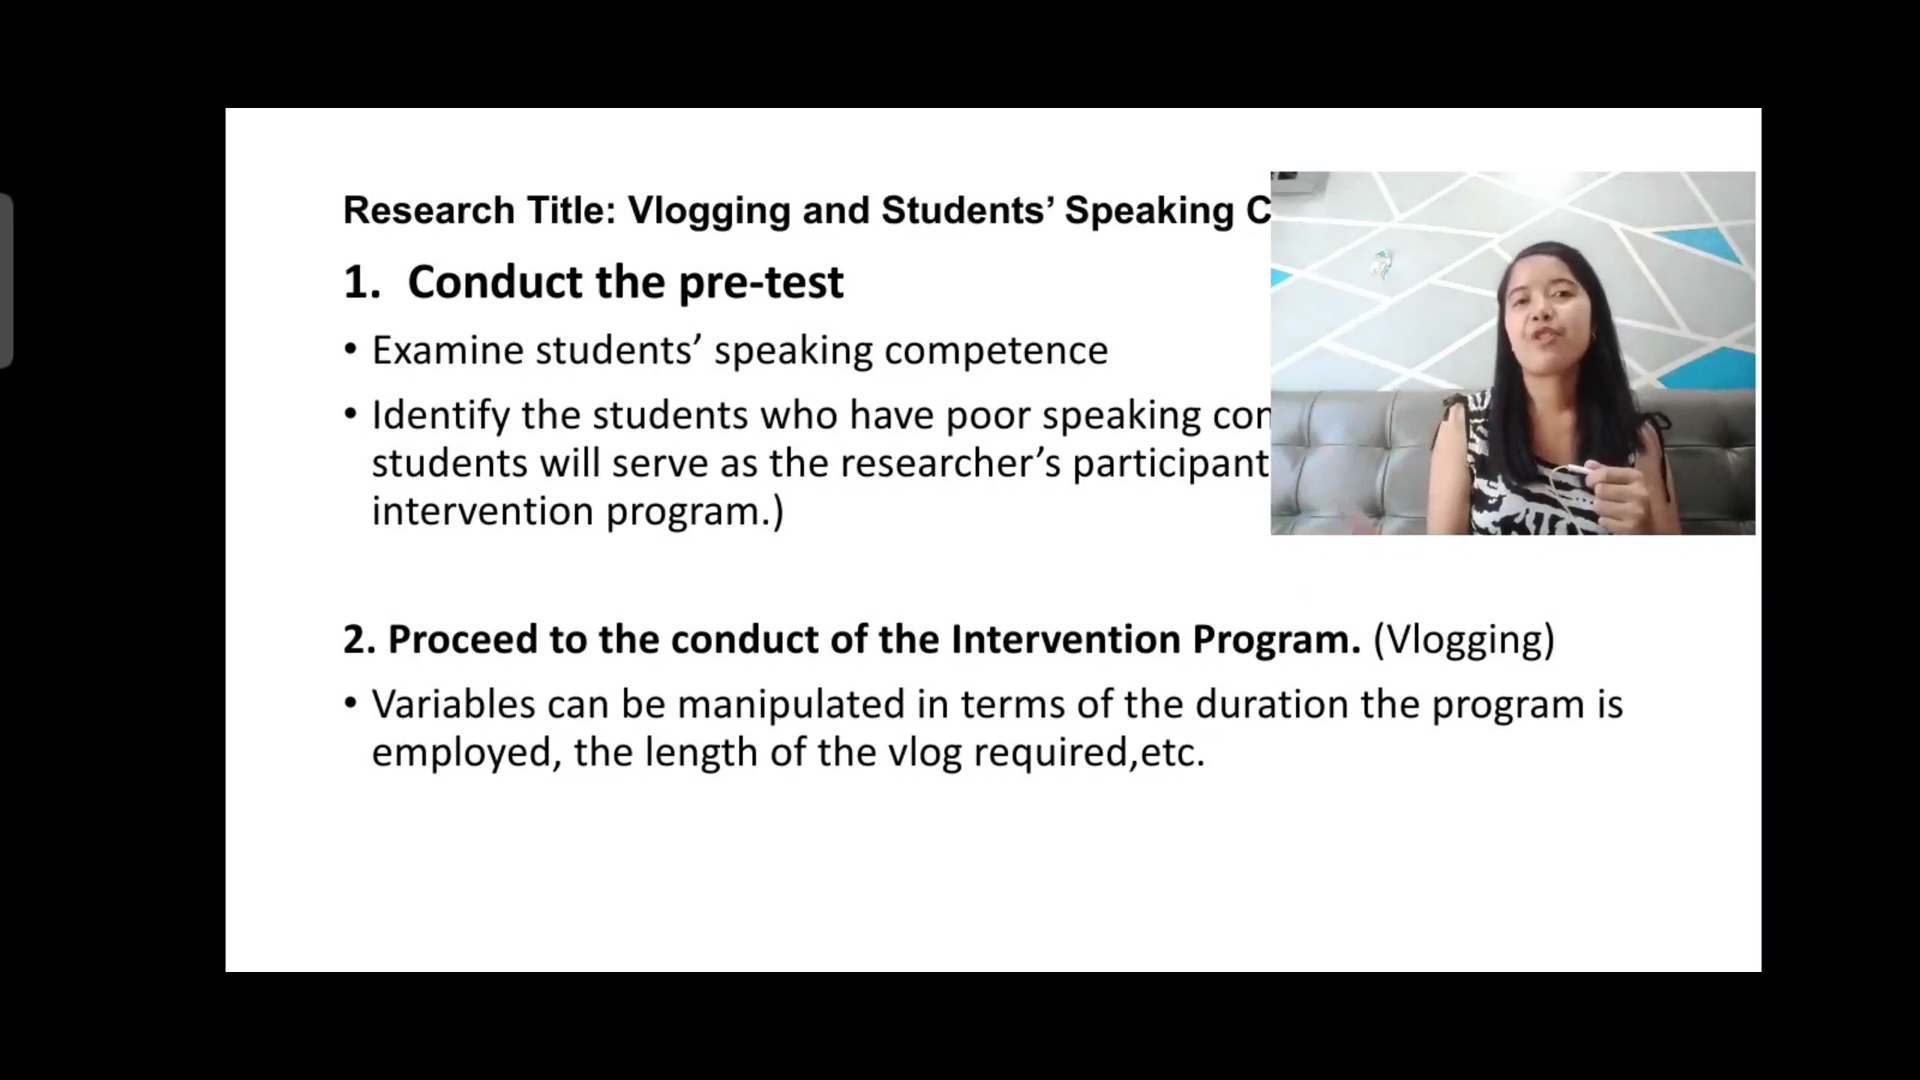 Research Title: Vlogging and Students’ Speaking
1. Conduct the pre-test
• Examine students’ speaking competence
• Identify the students who have poor speaking
students will serve as the researcher’s
intervention program.)
2. Proceed to the conduct of the Intervention Program. (Vlogging)
• Variables can be manipulated in terms of the duration the program is
employed, the length of the vlog required,etc.